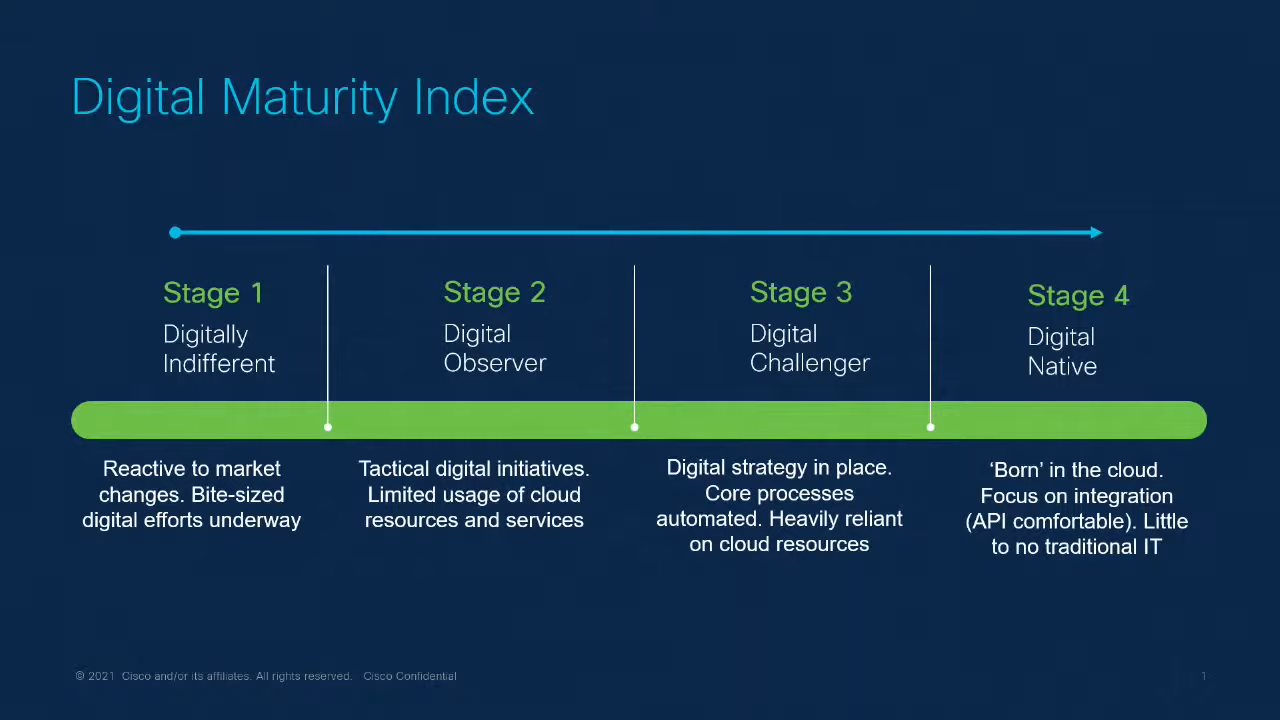 Digital Maturity Index
Stage 1
Digitally
Indifferent
Stage 2
Digital
Observer
Stage 3
Digital
Challenger
Stage 4
Digital
Native
Reactive to market
changes. Bite-sized
digital efforts underway
Tactical digital initiatives.
Limited usage of cloud
resources and services
Digital strategy in place.
Core processes
automated. Heavily reliant
on cloud resources
‘Born’ in the cloud.
Focus on integration
(API comfortable). Little
to no traditional IT
© 2021 Cisco and/or its affiliates. All rights reserved. Cisco Confidential
1